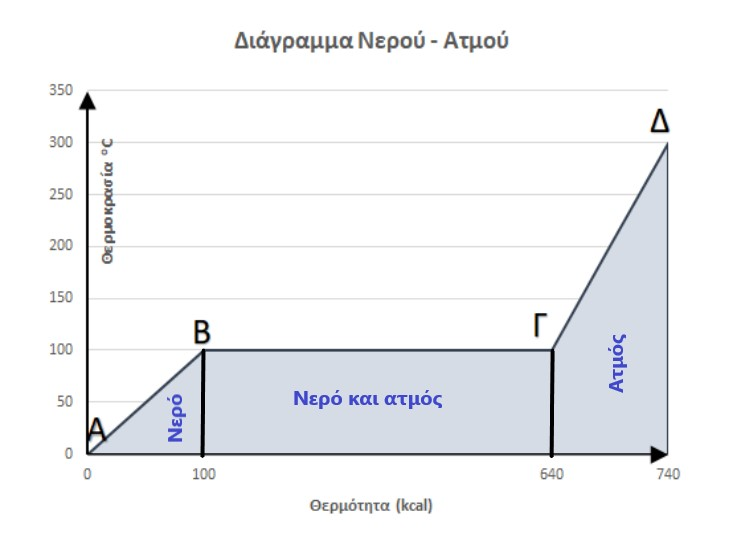 Διάγραμμα Νερού - Ατμού
350
300
250
200
150
100
50
0
Θερμοκρασία °C
Α
Β
Γ
Δ
Νερό
Νερό και ατμός
Ατμός
0 100 640 740
Θερμότητα (kcal)